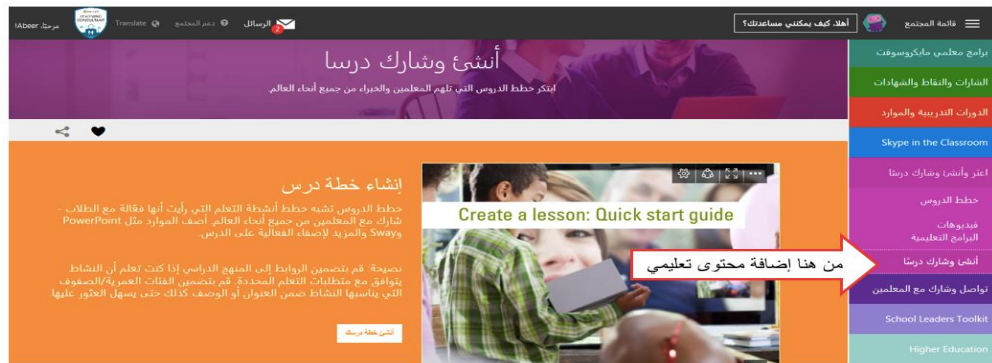 قائمة المجتمع
أهلا، كيف يمكنني مساعدتك؟
الرسائل
2
دعم المجتمع
Translate
مرحبًا، Abeer!
أنشئ وشارك درسا
ابتكر خطط الدروس التي تلهم المعلمين والخبراء من جميع أنحاء العالم.
برامج معلمي مايكروسوفت
الشارات والنقاط والشهادات
الدورات التدريبية والموارد
Skype in the Classroom
اعثر وأنشئ وشارك درسًا
خطط الدروس
فيديوهات
البرامج التعليمية
أنشئ وشارك درسًا
تواصل وشارك مع المعلمين
School Leaders Toolkit
Higher Education
Create a lesson: Quick start guide
من هنا إضافة محتوى تعليمي
إنشاء خطة درس
خطط الدروس تشبه خطط أنشطة التعلم التي رأيت أنها فعّالة مع الطلاب -
شارك مع المعلمين من جميع أنحاء العالم. أضف الموارد مثل PowerPoint
وSway والمزيد لإضفاء الفعالية على الدرس.
نصيحة: قم بتضمين الروابط إلى المنهج الدراسي إذا كنت تعلم أن النشاط
يتوافق مع متطلبات التعلم المحددة. قم بتضمين الفئات العمرية/الصفوف
التي يناسبها النشاط ضمن العنوان أو الوصف كذلك حتى يسهل العثور عليها.
أنشئ خطة درسك